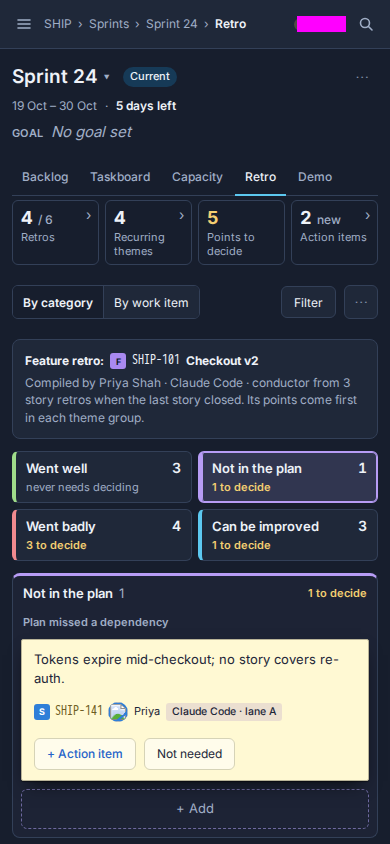 SHIP › Sprints › Sprint 24 › Retro
Sprint 24 ▾ Current ···
19 Oct – 30 Oct · 5 days left
GOAL No goal set
Backlog Taskboard Capacity Retro Demo
4 / 6 ›
Retros
4 ›
Recurring themes
5
Points to decide
2 new ›
Action items
By category By work item Filter ···
Feature retro: F SHIP-101 Checkout v2
Compiled by Priya Shah · Claude Code · conductor from 3
story retros when the last story closed. Its points come first
in each theme group.
Went well 3
never needs deciding
Not in the plan 1
1 to decide
Went badly 4
3 to decide
Can be improved 3
1 to decide
Not in the plan 1 1 to decide
Plan missed a dependency
Tokens expire mid-checkout; no story covers re-
auth.
S SHIP-141 Priya Claude Code · lane A
+ Action item Not needed
+ Add